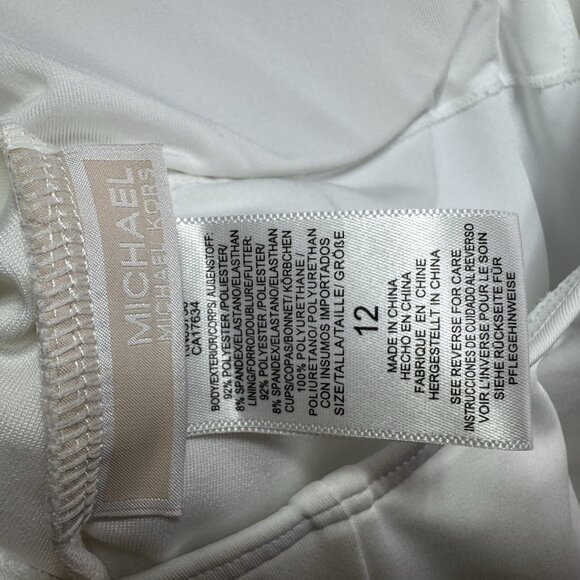 MICHAEL
MICHAEL KORS
CA17634
BODY/EXTERIOR/CORPS/
92% POLYESTER/POLIESTER/
8% SPANDEX/ELASTANO/ELASTHAN
LINING/FORRO/DOUBLURE/FUTTER:
92% POLYESTER/POLIESTER/
8% SPANDEX/ELASTANO/ELASTHAN
CUPS/COPAS/BONNET/ KÖRBCHEN
100% POLYURETHANE /
POLIURETANO/ POLYURETHAN
CON INSUMOS IMPORTADOS
SIZE/TALLA/TAILLE/ GRÖßE
12
MADE IN CHINA
HECHO EN CHINA
FABRIQUE EN CHINE
HERGESTELLT IN CHINA
SEE REVERSE FOR CARE
INSTRUCCIONES DE CUIDADO AL REVERSO
VOIR L'INVERSE POUR LE SOIN
SIEHE RÜCKSEITE FÜR
PFLEGEHINWEISE